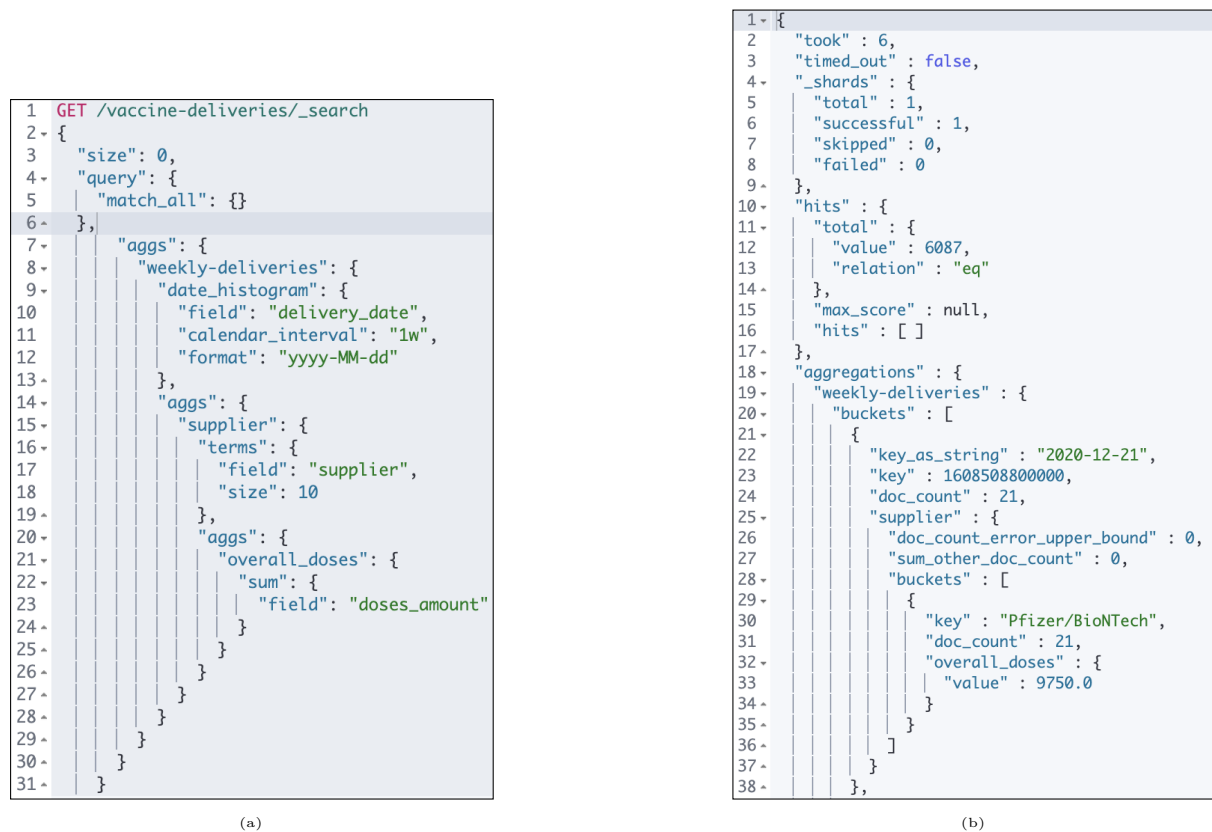 1 GET /vaccine-deliveries/_search
2 {
3 "size": 0,
4 "query": {
5 "match_all": {}
6 },
7 "aggs": {
8 "weekly-deliveries": {
9 "date_histogram": {
10 "field": "delivery_date",
11 "calendar_interval": "1w",
12 "format": "yyyy-MM-dd"
13 },
14 "aggs": {
15 "supplier": {
16 "terms": {
17 "field": "supplier",
18 "size": 10
19 },
20 "aggs": {
21 "overall_doses": {
22 "sum": {
23 "field": "doses_amount"
24 }
25 }
26 }
27 }
28 }
29 }
30 }
31 }
(a)
1 {
2 "took" : 6,
3 "timed_out" : false,
4 "_shards" : {
5 "total" : 1,
6 "successful" : 1,
7 "skipped" : 0,
8 "failed" : 0
9 },
10 "hits" : {
11 "total" : {
12 "value" : 6087,
13 "relation" : "eq"
14 },
15 "max_score" : null,
16 "hits" : [ ]
17 },
18 "aggregations" : {
19 "weekly-deliveries" : {
20 "buckets" : [
21 {
22 "key_as_string" : "2020-12-21",
23 "key" : 1608508800000,
24 "doc_count" : 21,
25 "supplier" : {
26 "doc_count_error_upper_bound" : 0,
27 "sum_other_doc_count" : 0,
28 "buckets" : [
29 {
30 "key" : "Pfizer/BioNTech",
31 "doc_count" : 21,
32 "overall_doses" : {
33 "value" : 9750.0
34 }
35 }
36 ]
37 }
38 },
(b)